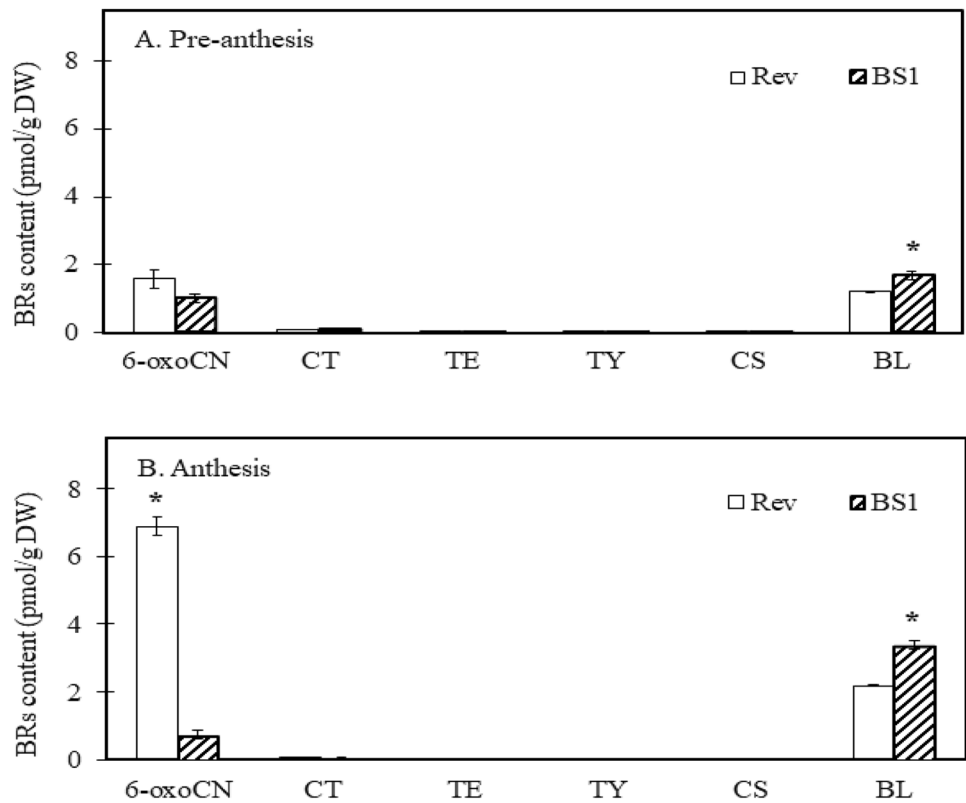 A. Pre-anthesis
Rev BS1
BRs content (pmol/g DW)
8
6
4
2
0
*
6-oxoCN CT TE TY CS BL
B. Anthesis
Rev BS1
BRs content (pmol/g DW)
8
6
4
2
0
*
*
6-oxoCN CT TE TY CS BL